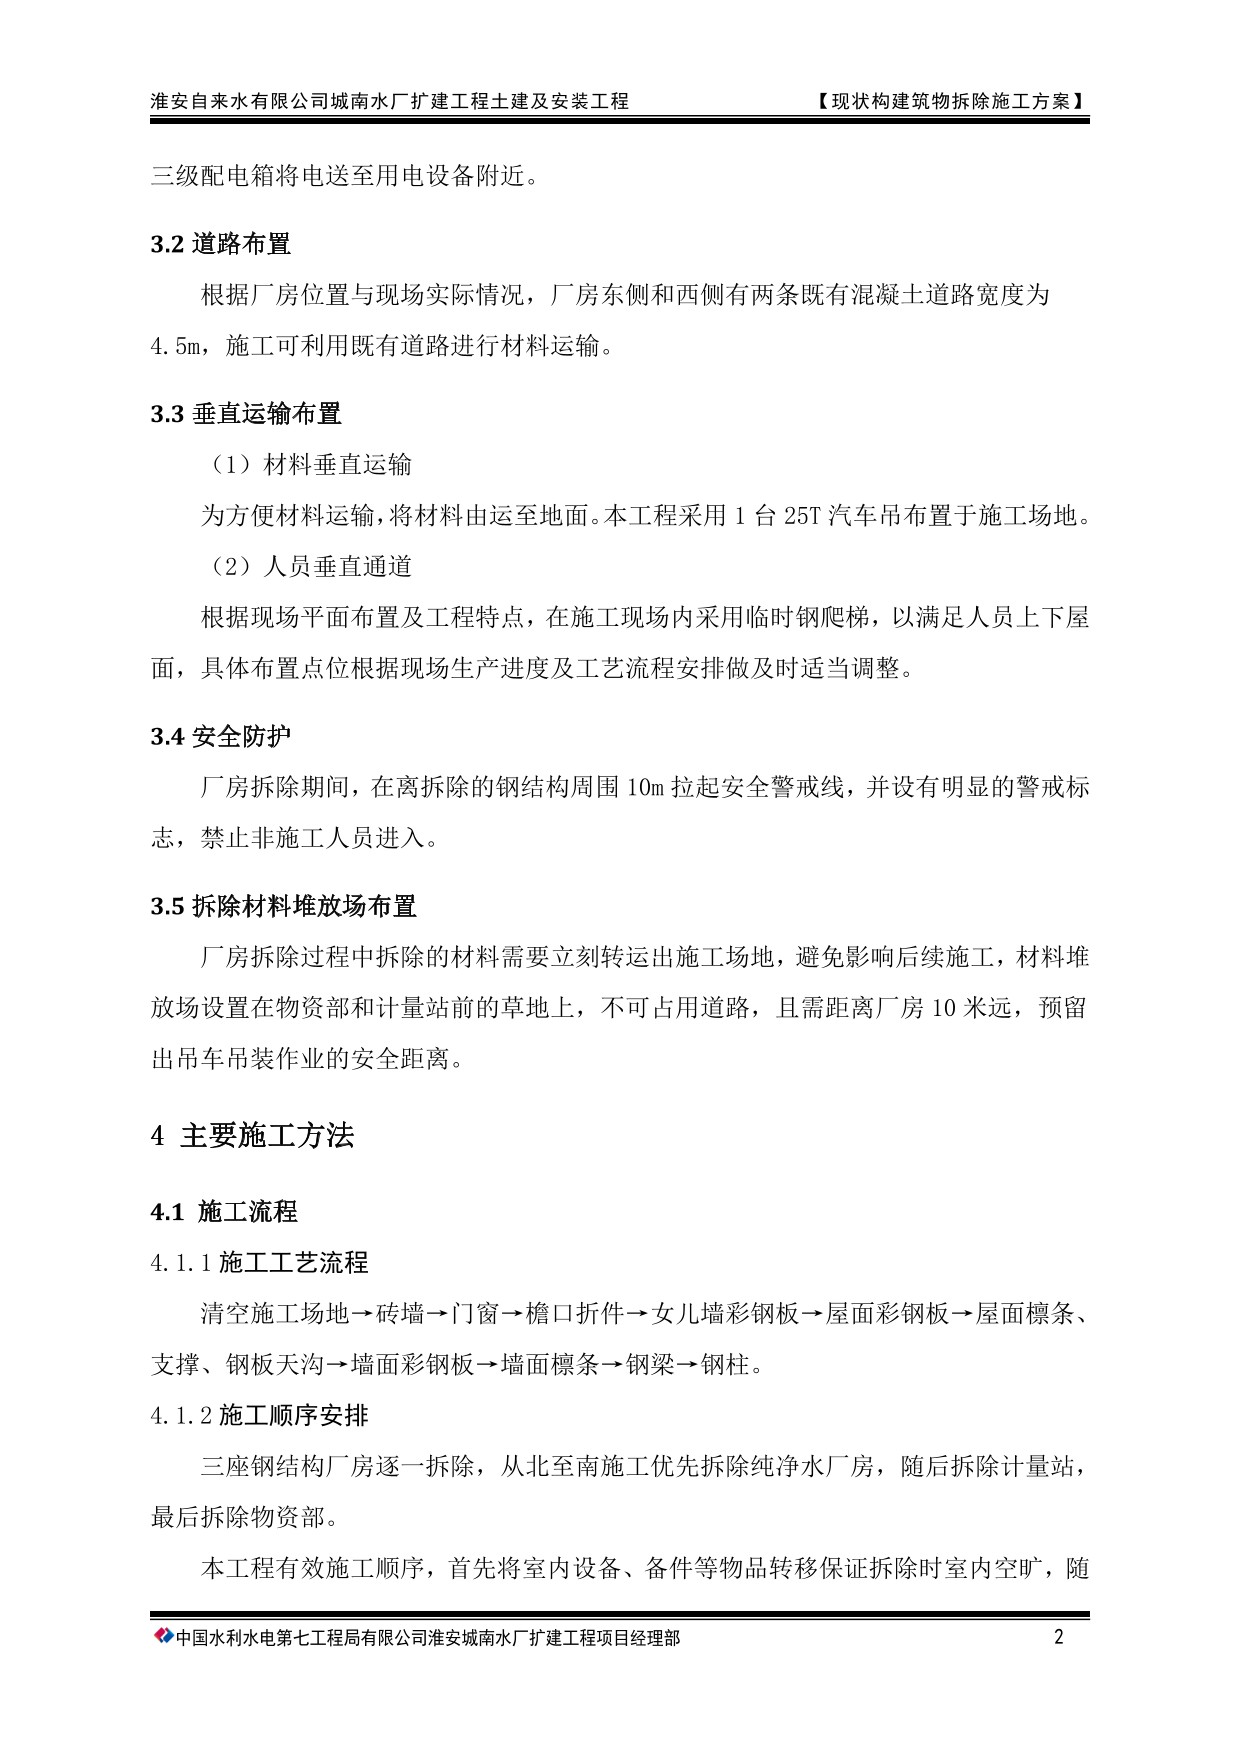 淮安自来水有限公司城南水厂扩建工程土建及安装工程 【现状构建筑物拆除施工方案】
三级配电箱将电送至用电设备附近。
3.2 道路布置
根据厂房位置与现场实际情况，厂房东侧和西侧有两条既有混凝土道路宽度为
4.5m，施工可利用既有道路进行材料运输。
3.3 垂直运输布置
（1）材料垂直运输
为方便材料运输，将材料由运至地面。本工程采用 1 台 25T 汽车吊布置于施工场地。
（2）人员垂直通道
根据现场平面布置及工程特点，在施工现场内采用临时钢爬梯，以满足人员上下屋
面，具体布置点位根据现场生产进度及工艺流程安排做及时适当调整。
3.4 安全防护
厂房拆除期间，在离拆除的钢结构周围 10m 拉起安全警戒线，并设有明显的警戒标
志，禁止非施工人员进入。
3.5 拆除材料堆放场布置
厂房拆除过程中拆除的材料需要立刻转运出施工场地，避免影响后续施工，材料堆
放场设置在物资部和计量站前的草地上，不可占用道路，且需距离厂房 10 米远，预留
出吊车吊装作业的安全距离。
4 主要施工方法
4.1 施工流程
4.1.1 施工工艺流程
清空施工场地→砖墙→门窗→檐口折件→女儿墙彩钢板→屋面彩钢板→屋面檩条、
支撑、钢板天沟→墙面彩钢板→墙面檩条→钢梁→钢柱。
4.1.2 施工顺序安排
三座钢结构厂房逐一拆除，从北至南施工优先拆除纯净水厂房，随后拆除计量站，
最后拆除物资部。
本工程有效施工顺序，首先将室内设备、备件等物品转移保证拆除时室内空旷，随
中国水利水电第七工程局有限公司淮安城南水厂扩建工程项目经理部 2